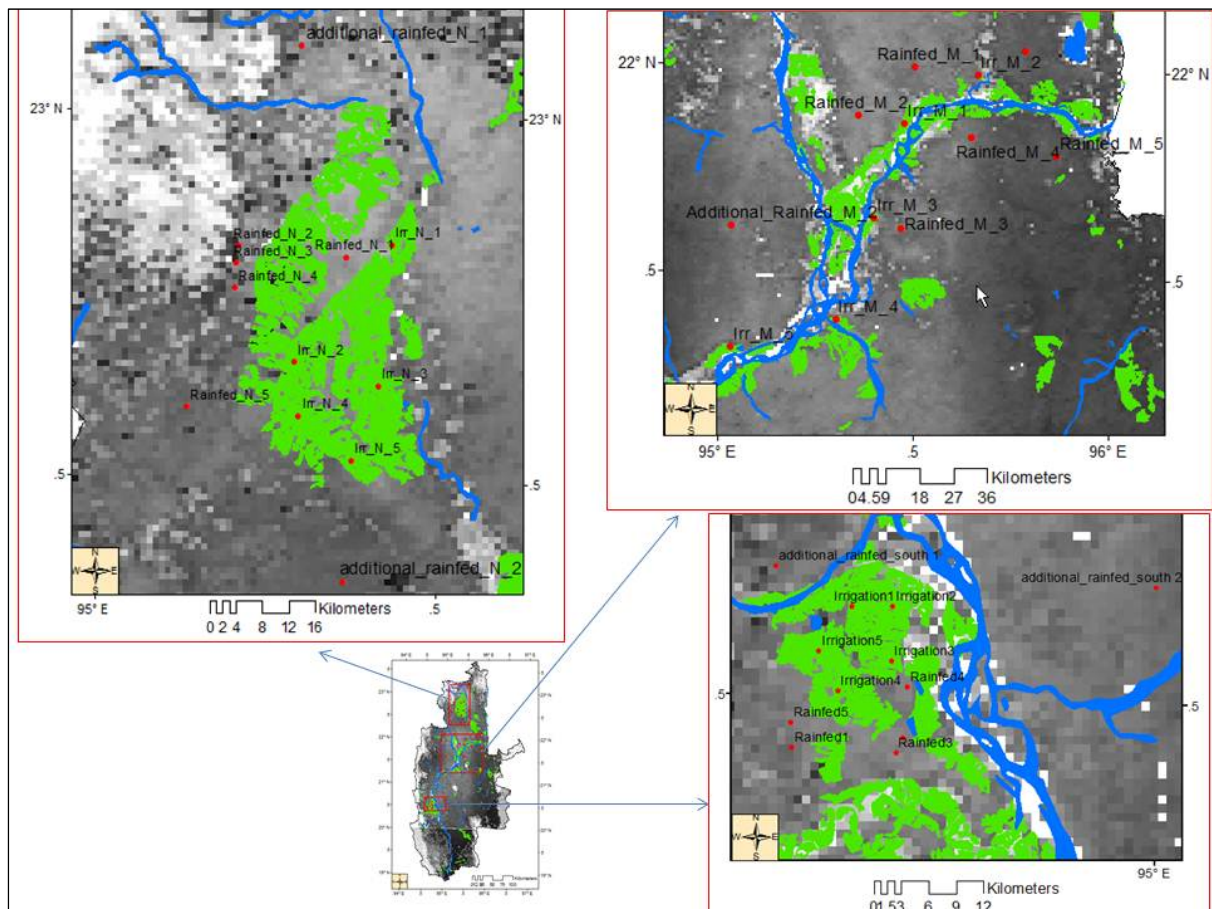 additional_rainfed_N_1
23° N
23° N
Rainfed_N_2
Rainfed_N_3
Rainfed_N_4
Rainfed_N_1
Irr_N_1
Irr_N_2
Irr_N_3
Rainfed_N_5
Irr_N_4
Irr_N_5
.5
.5
additional_rainfed_N_2
N
W E
S
95° E
.5
Kilometers
0 2 4 8 12 16
22° N
22° N
Rainfed_M_1
Irr_M_2
Rainfed_M_2
Irr_M_1
Rainfed_M_4
Rainfed_M_5
Additional_Rainfed_M_2
Irr_M_3
Rainfed_M_3
.5
.5
Irr_M_4
Irr_M_5
N
W E
S
95° E
.5
96° E
Kilometers
04.59 18 27 36
additional_rainfed_south 1
additional_rainfed_south 2
Irrigation1
Irrigation2
Irrigation5
Irrigation3
Irrigation4
Rainfed4
.5
.5
Rainfed5
Rainfed1
Rainfed3
N
W E
S
95° E
Kilometers
01.53 6 9 12